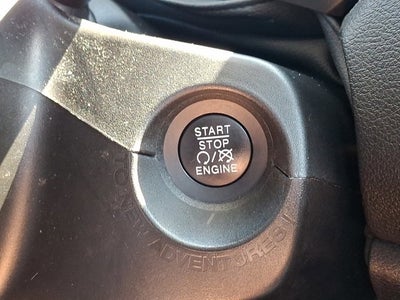 START
STOP
ENGINE
TO NEW ADVENTURES